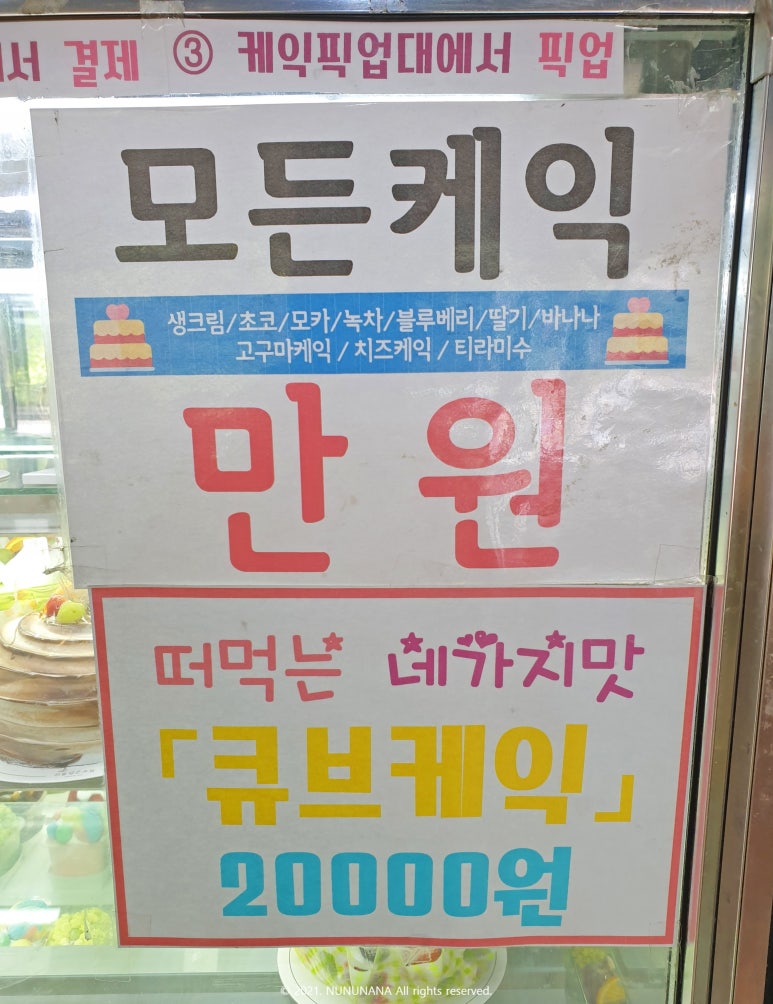 서 결제 ③ 케익픽업대에서 픽업
모든케익
생크림/초코/모카/녹차/블루베리/딸기/바나나
고구마케익 / 치즈케익 / 티라미수
만 원
떠먹는 네가지맛
「큐브케익」
20000원
© 2021. NUNUNANA All rights reserved.